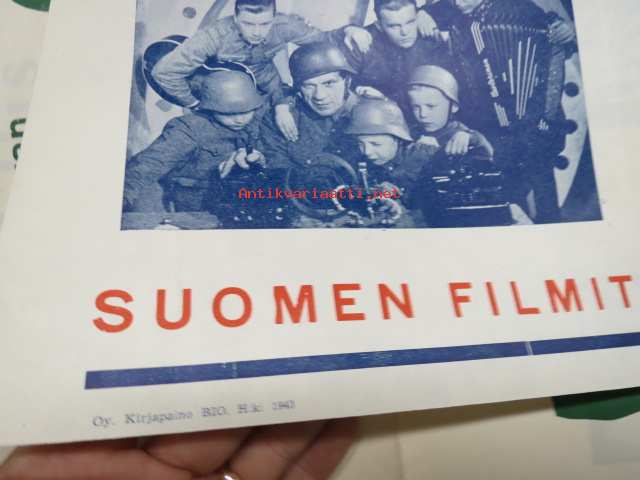 Antikvariaatti.net
SUOMEN FILMIT
Oy. Kirjapaino BIO, H:ki 1943